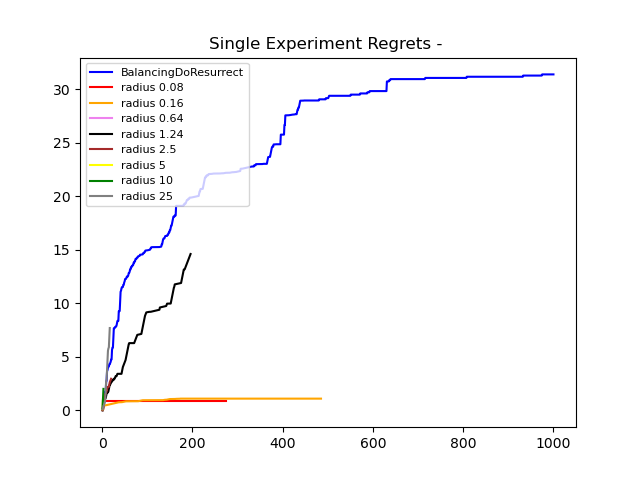 Single Experiment Regrets -
BalancingDoResurrect
radius 0.08
radius 0.16
radius 0.64
radius 1.24
radius 2.5
radius 5
radius 10
radius 25
30
25
20
15
10
5
0
0 200 400 600 800 1000